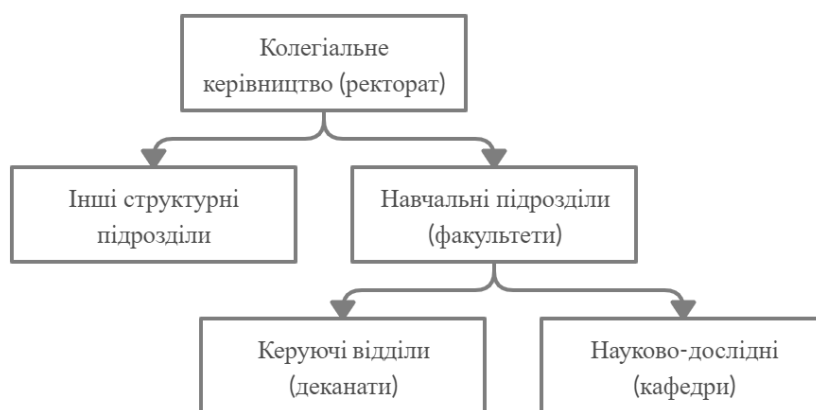 Колегіальне
керівництво (ректорат)
Інші структурні
підрозділи
Навчальні підрозділи
(факультети)
Керуючі відділи
(деканати)
Науково-дослідні
(кафедри)